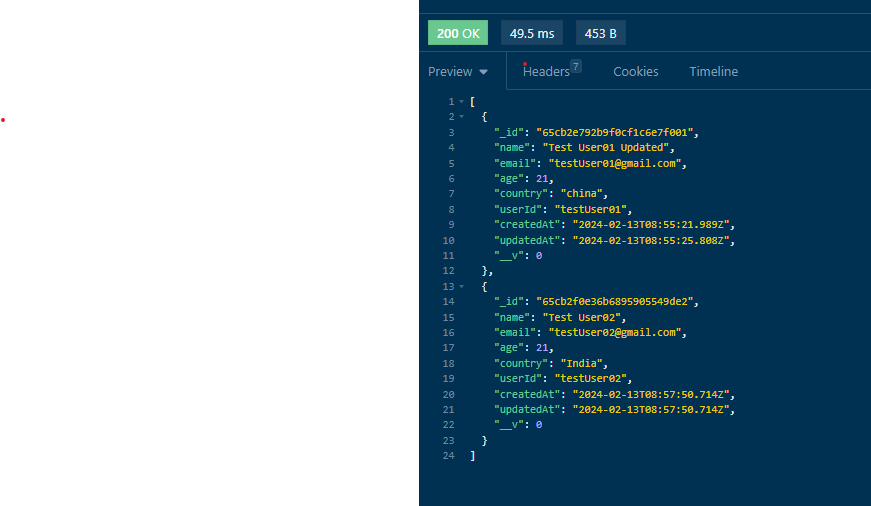 200 OK 49.5 ms 453 B
Preview Headers 7 Cookies Timeline
1 [
2 {
3 "_id": "65cb2e792b9f0cf1c6e7f001",
4 "name": "Test User01 Updated",
5 "email": "testUser01@gmail.com",
6 "age": 21,
7 "country": "china",
8 "userId": "testUser01",
9 "createdAt": "2024-02-13T08:55:21.989Z",
10 "updatedAt": "2024-02-13T08:55:25.808Z",
11 "__v": 0
12 },
13 {
14 "_id": "65cb2f0e36b6895905549de2",
15 "name": "Test User02",
16 "email": "testUser02@gmail.com",
17 "age": 21,
18 "country": "India",
19 "userId": "testUser02",
20 "createdAt": "2024-02-13T08:57:50.714Z",
21 "updatedAt": "2024-02-13T08:57:50.714Z",
22 "__v": 0
23 }
24 ]